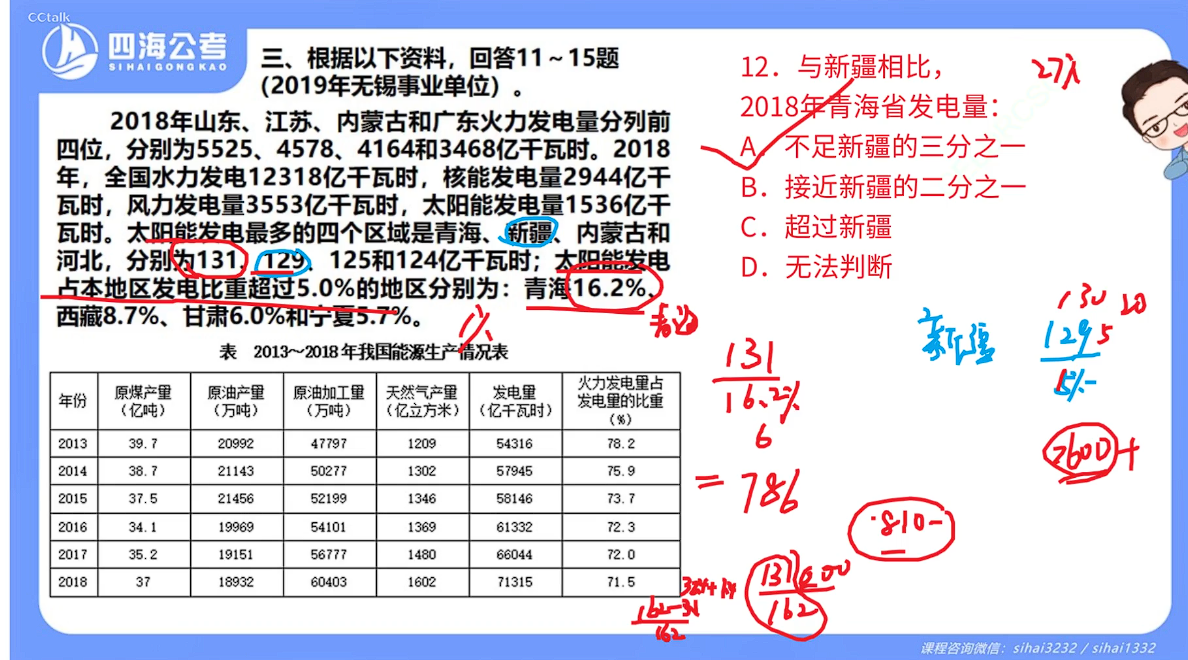 CCtalk
四海公考
SIHAIGONGKAO
三、根据以下资料，回答11～15题
（2019年无锡事业单位）。
2018年山东、江苏、内蒙古和广东火力发电量分列前
四位，分别为5525、4578、4164和3468亿千瓦时。2018
年，全国水力发电12318亿千瓦时，核能发电量2944亿千
瓦时，风力发电量3553亿千瓦时，太阳能发电量1536亿千
瓦时。太阳能发电最多的四个区域是青海、新疆、内蒙古和
河北，分别为131、129、125和124亿千瓦时；太阳能发电
占本地区发电比重超过5.0%的地区分别为：青海16.2%、
西藏8.7%、甘肃6.0%和宁夏5.7%。
表 2013～2018年我国能源生产情况表
年份 原煤产量（亿吨） 原油产量（万吨） 原油加工量（万吨） 天然气产量（亿立方米） 发电量（亿千瓦时） 火力发电量占发电量的比重（%）
2013 39.7 20992 47797 1209 54316 78.2
2014 38.7 21143 50277 1302 57945 75.9
2015 37.5 21456 52199 1346 58146 73.7
2016 34.1 19969 54101 1369 61332 72.3
2017 35.2 19151 56777 1480 66044 72.0
2018 37 18932 60403 1602 71315 71.5
12．与新疆相比，
2018年青海省发电量：
A．不足新疆的三分之一
B．接近新疆的二分之一
C．超过新疆
D．无法判断
27人
131
16.2%
6
= 786
新疆
130
20
129
5
5%-
2600+
810-
131000
162
162-31
162
课程咨询微信：sihai3232 / sihai1332